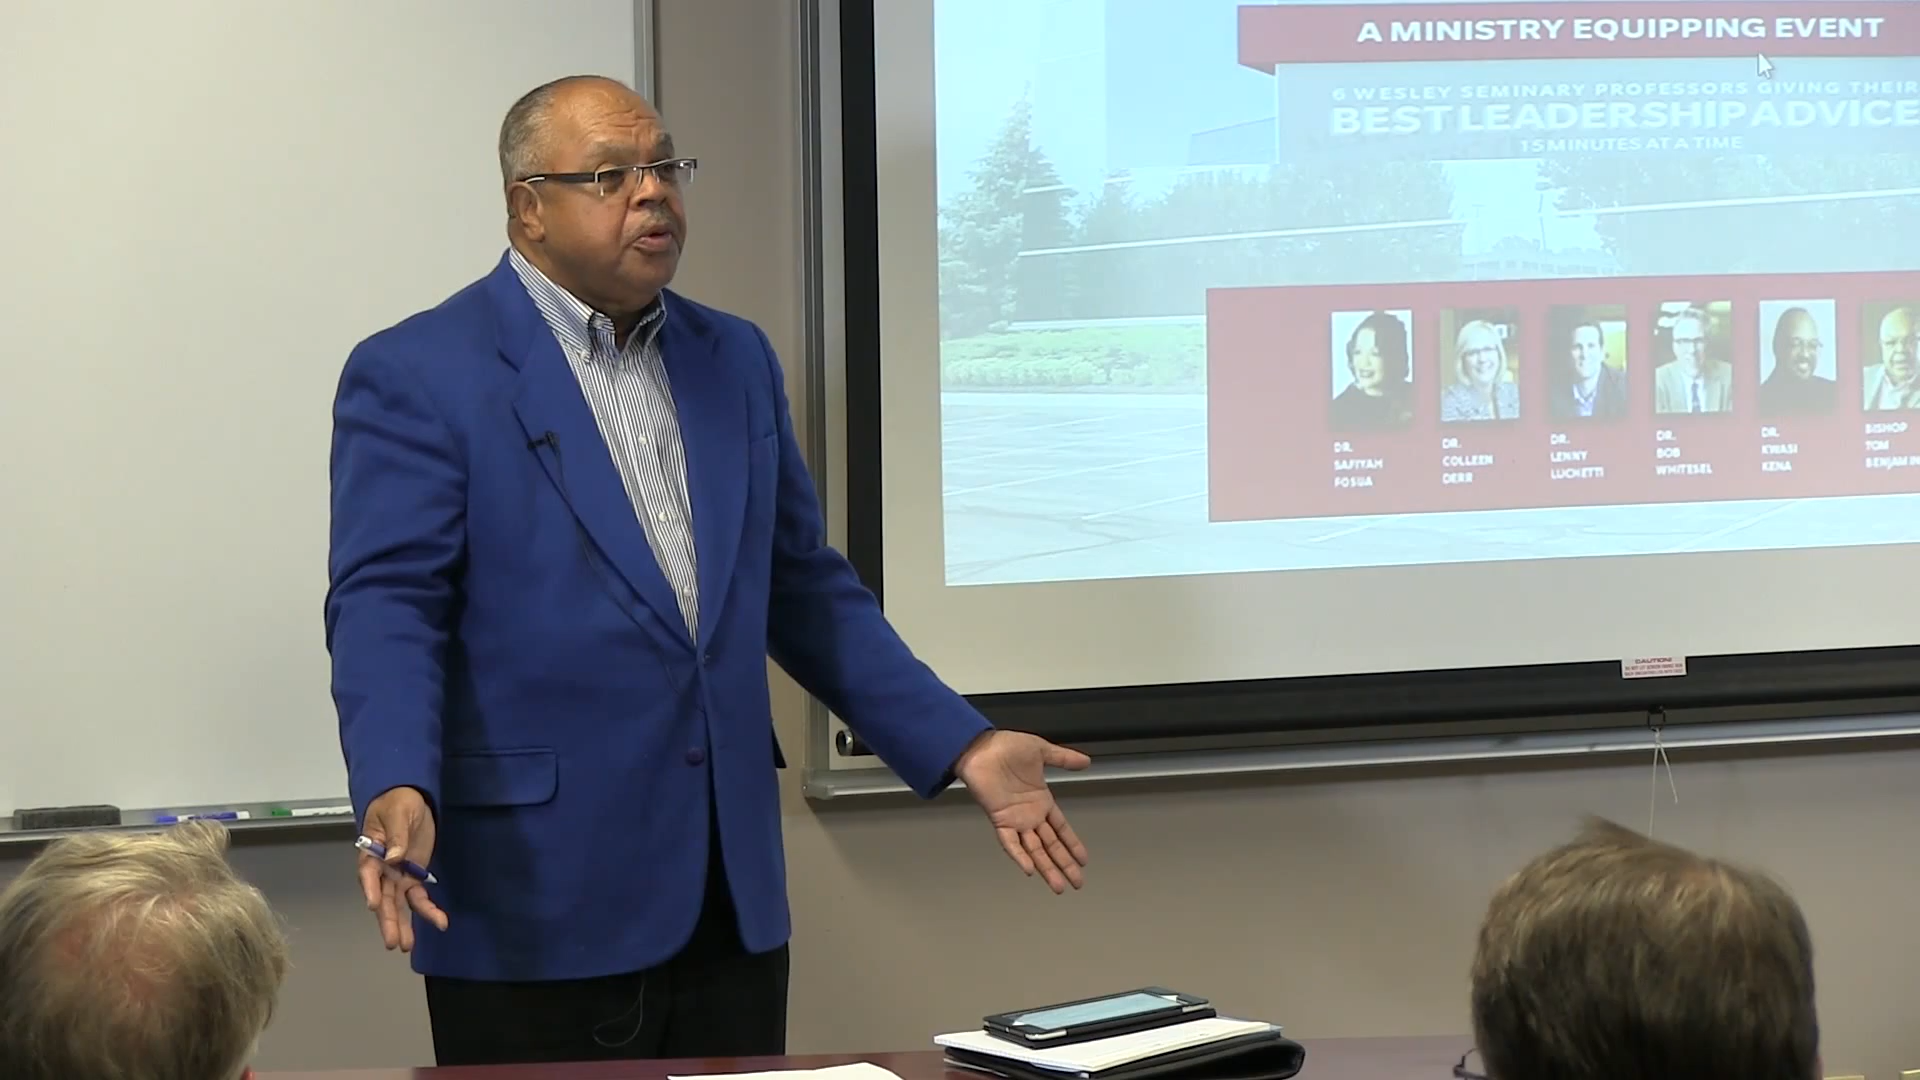 A MINISTRY EQUIPPING EVENT
6 WESLEY SEMINARY PROFESSORS GIVING THEIR
BEST LEADERSHIP ADVICE
15 MINUTES AT A TIME
DR.
SAFIYAH
FOSUA
DR.
COLLEEN
DERR
DR.
LENNY
LUCHETTI
DR.
BOB
WHITESEL
DR.
KWASI
KENA
BISHOP
TOM
BENJAMIN
CAUTION!